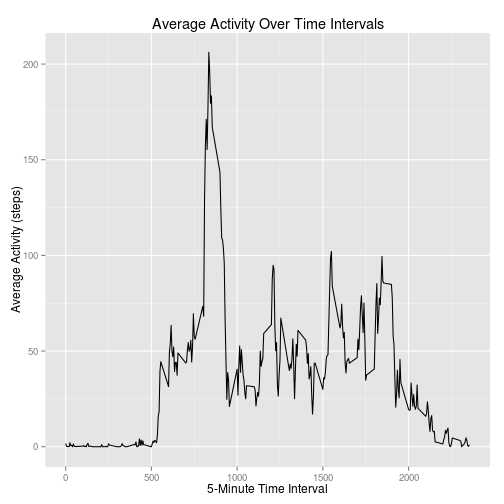 Average Activity Over Time Intervals
Average Activity (steps)
200
150
100
50
0
0 500 1000 1500 2000
5-Minute Time Interval